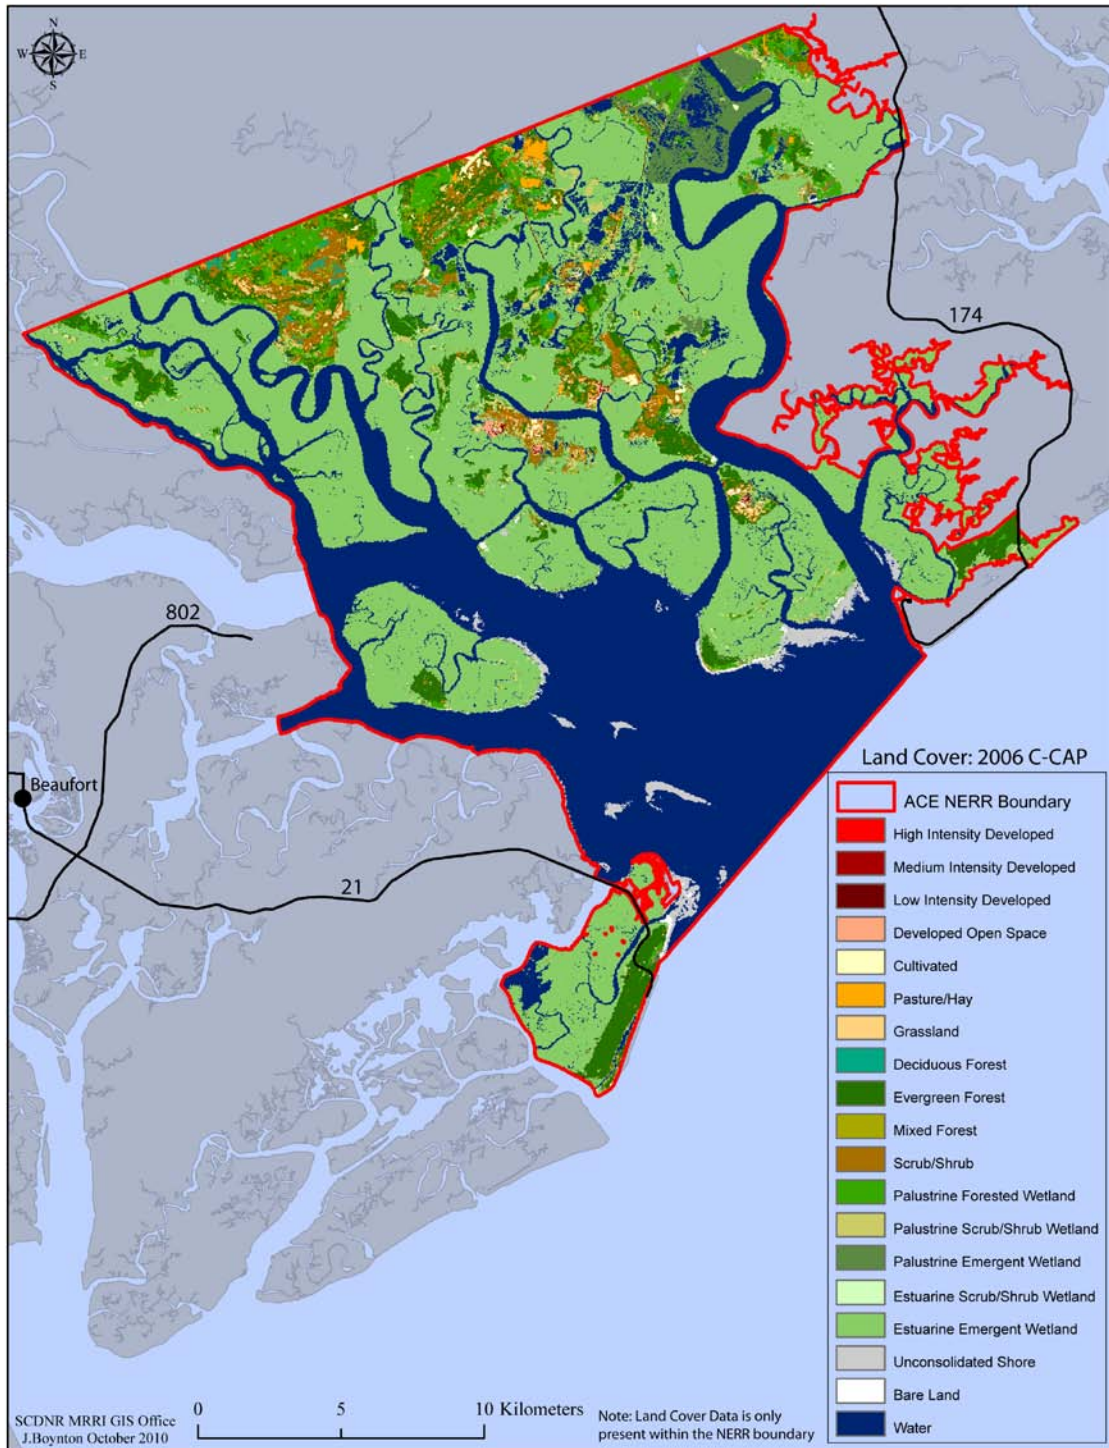 N
W E
S
174
802
Beaufort
21
Land Cover: 2006 C-CAP
ACE NERR Boundary
High Intensity Developed
Medium Intensity Developed
Low Intensity Developed
Developed Open Space
Cultivated
Pasture/Hay
Grassland
Deciduous Forest
Evergreen Forest
Mixed Forest
Scrub/Shrub
Palustrine Forested Wetland
Palustrine Scrub/Shrub Wetland
Palustrine Emergent Wetland
Estuarine Scrub/Shrub Wetland
Estuarine Emergent Wetland
Unconsolidated Shore
Bare Land
Water
0 5 10 Kilometers
SCDNR MRRI GIS Office
J.Boynton October 2010
Note: Land Cover Data is only
present within the NERR boundary